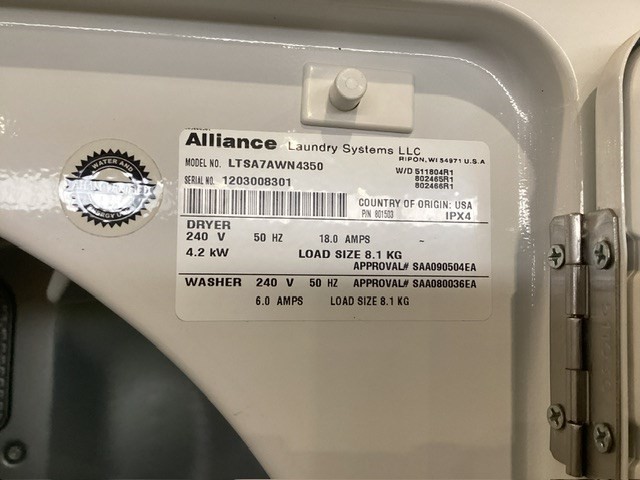 Alliance Laundry Systems LLC
RIPON, WI 54971 U.S.A
MODEL NO. LTSA7AWN4350
W/D 511804R1
802465R1
SERIAL NO. 1203008301
802466R1
COUNTRY OF ORIGIN: USA
P/N 801503 IPX4
DRYER
240 V 50 HZ 18.0 AMPS -
4.2 kW LOAD SIZE 8.1 KG
APPROVAL# SAA090504EA
WASHER 240 V 50 HZ APPROVAL# SAA080036EA
6.0 AMPS LOAD SIZE 8.1 KG
WATER AND